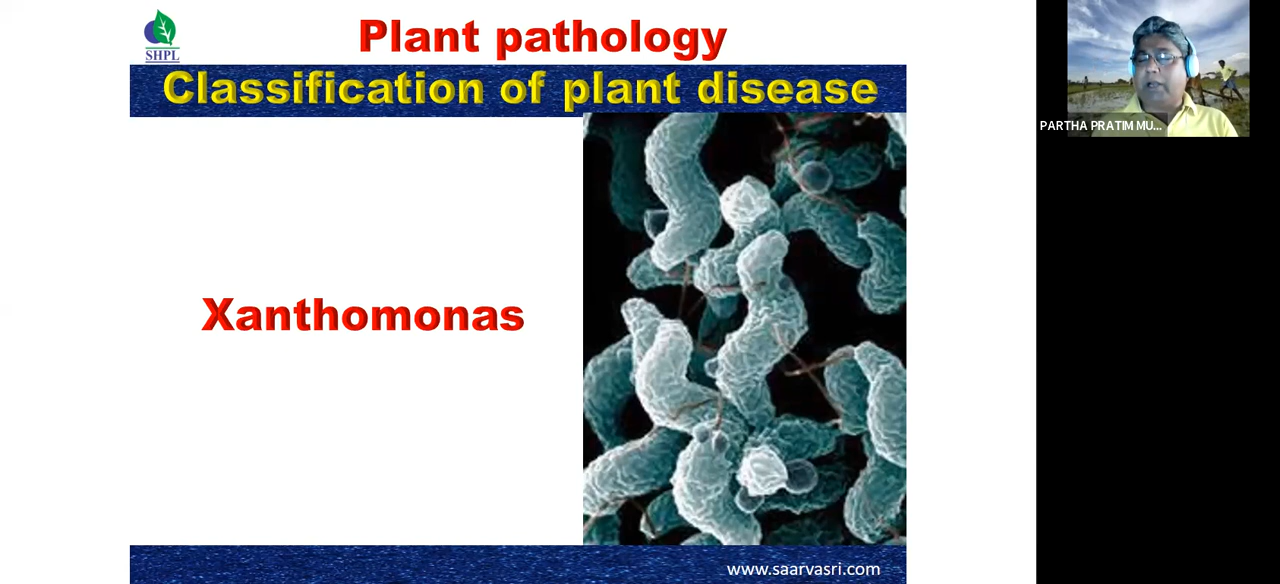 Plant pathology
SHPL
Classification of plant disease
PARTHA PRATIM MU...
Xanthomonas
www.saarvasri.com